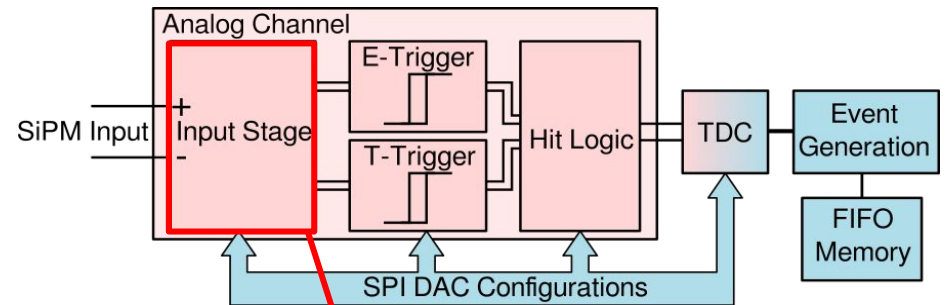 Analog Channel
E-Trigger
SiPM Input
+
-
Input Stage
T-Trigger
Hit Logic
TDC
Event
Generation
FIFO
Memory
SPI DAC Configurations